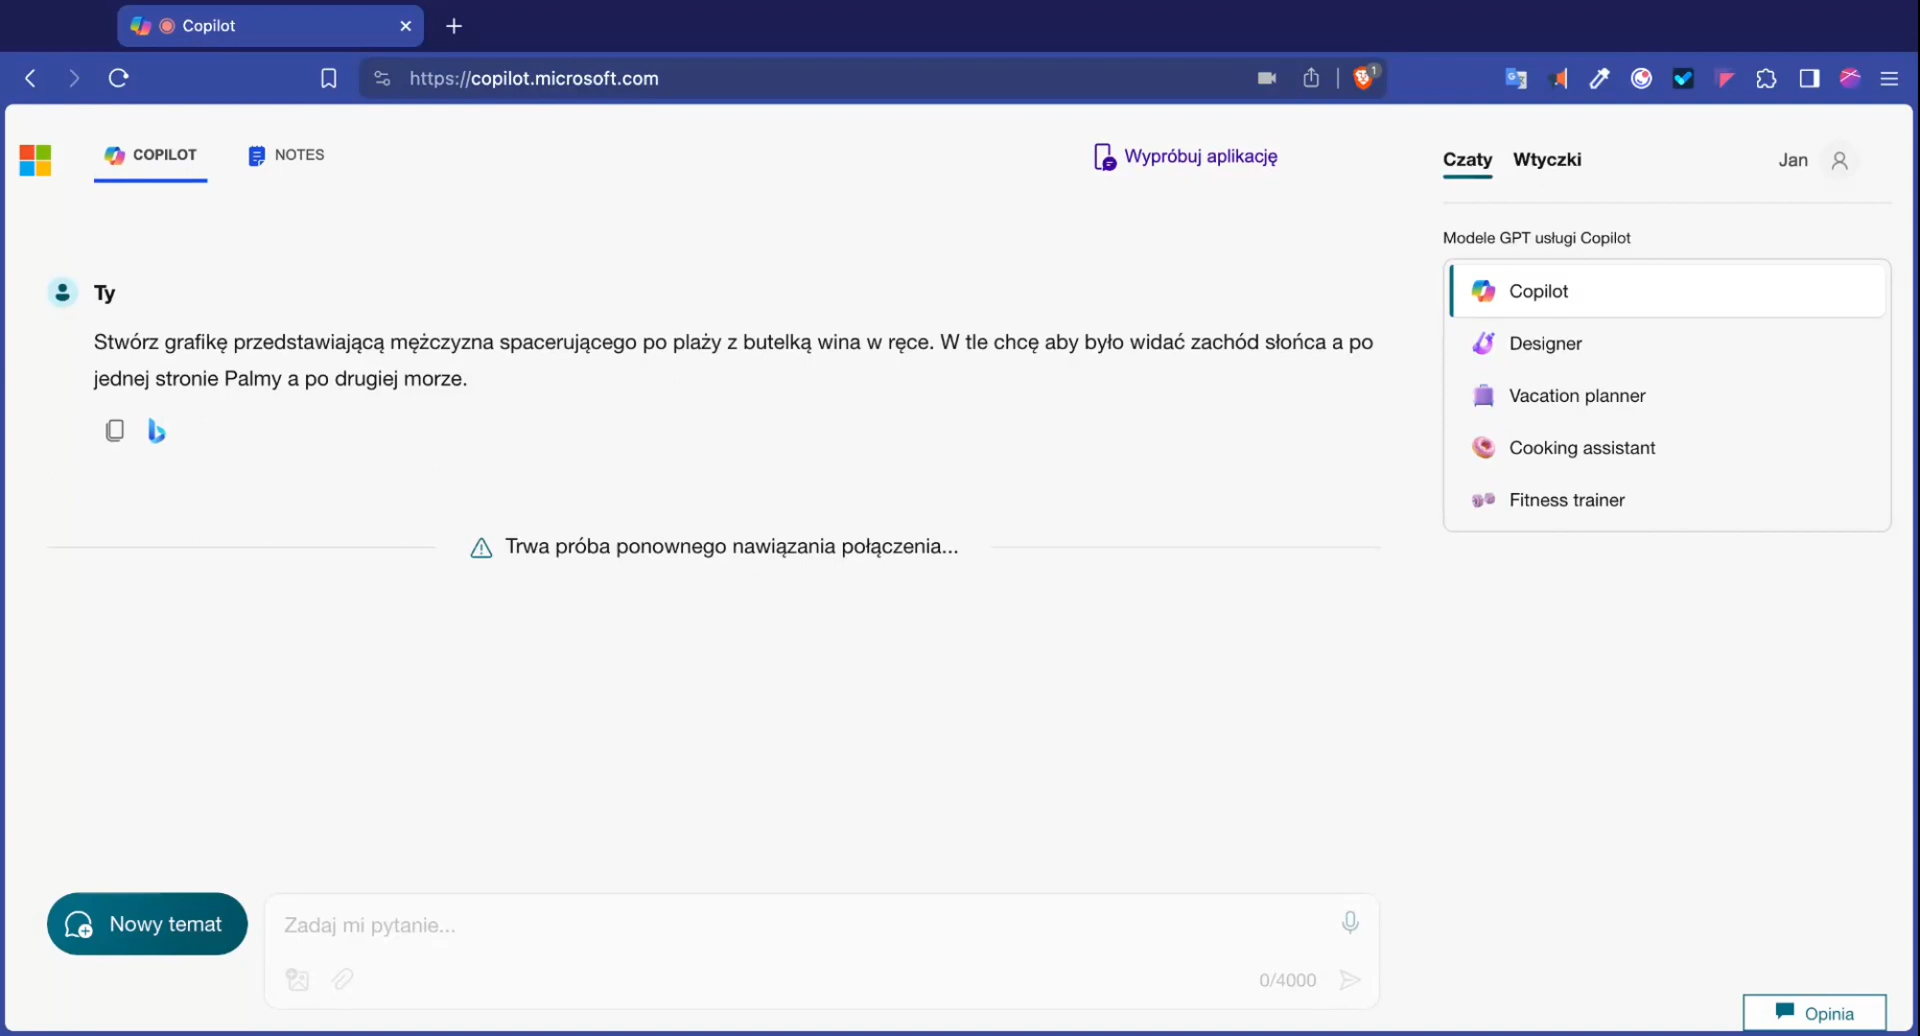 Copilot
https://copilot.microsoft.com
1
COPILOT
NOTES
Wypróbuj aplikację
Czaty
Wtyczki
Jan
Modele GPT usługi Copilot
Copilot
Designer
Vacation planner
Cooking assistant
Fitness trainer
Ty
Stwórz grafikę przedstawiającą mężczyzna spacerującego po plaży z butelką wina w ręce. W tle chcę aby było widać zachód słońca a po
jednej stronie Palmy a po drugiej morze.
Trwa próba ponownego nawiązania połączenia...
Nowy temat
Zadaj mi pytanie...
0/4000
Opinia